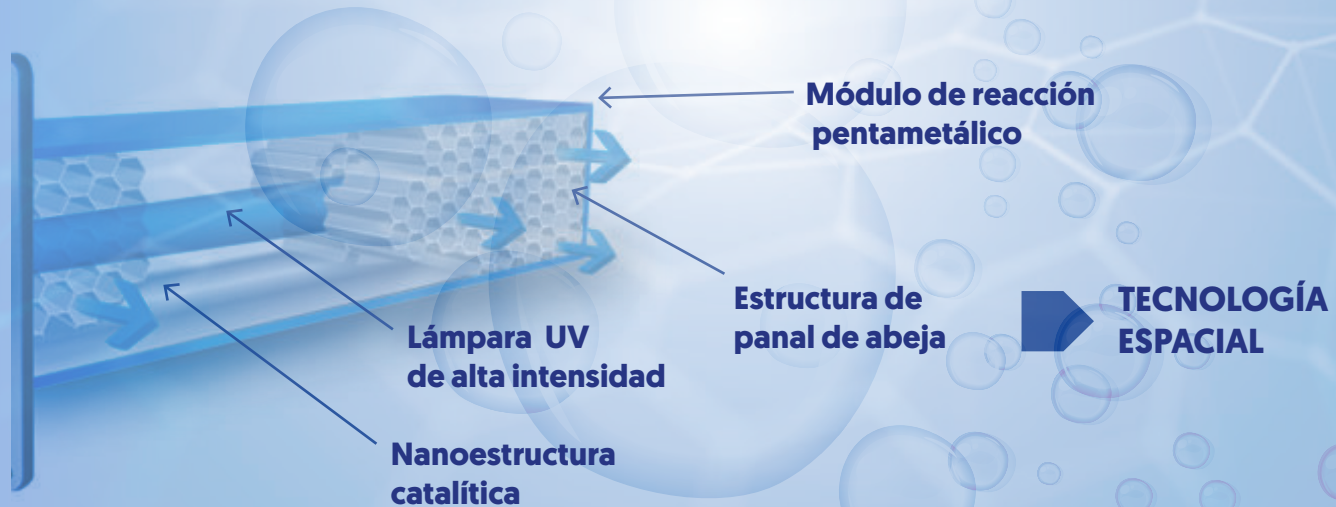 Módulo de reacción
pentametálico
Estructura de
panal de abeja
TECNOLOGÍA
ESPACIAL
Lámpara UV
de alta intensidad
Nanoestructura
catalítica